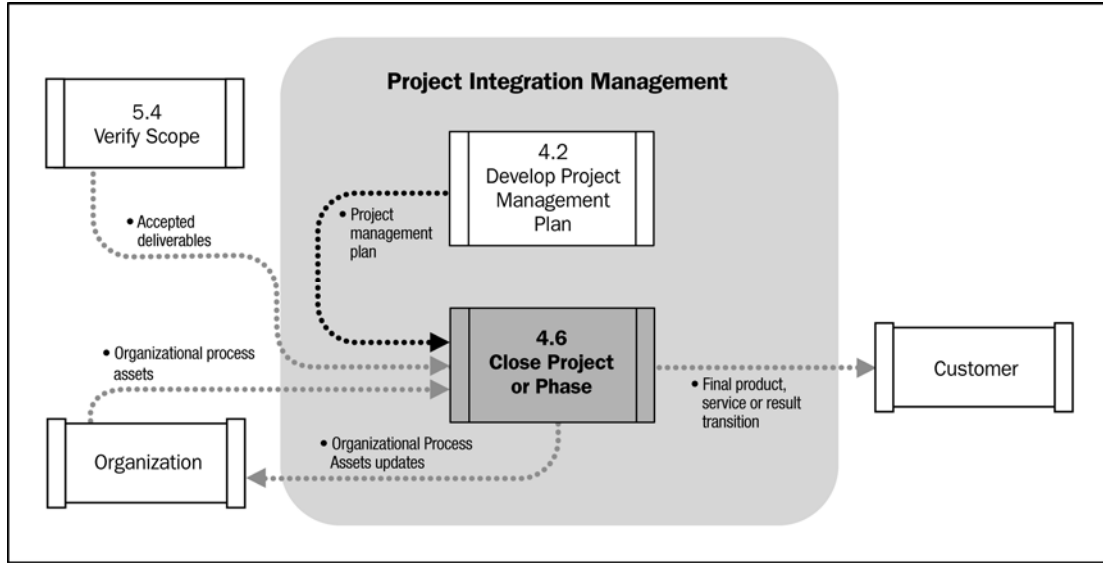 Project Integration Management
5.4
Verify Scope
4.2
Develop Project
Management
Plan
• Accepted
deliverables
• Project
management
plan
4.6
Close Project
or Phase
• Organizational process
assets
Customer
• Final product,
service or result
transition
Organization
• Organizational Process
Assets updates